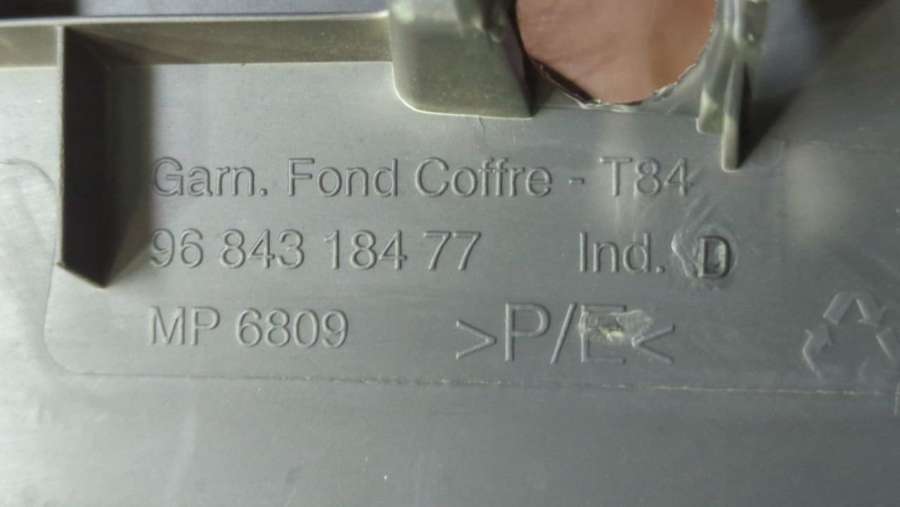 Garn. Fond Coffre - T84
96 843 184 77 Ind. D
MP 6809 >P/E<